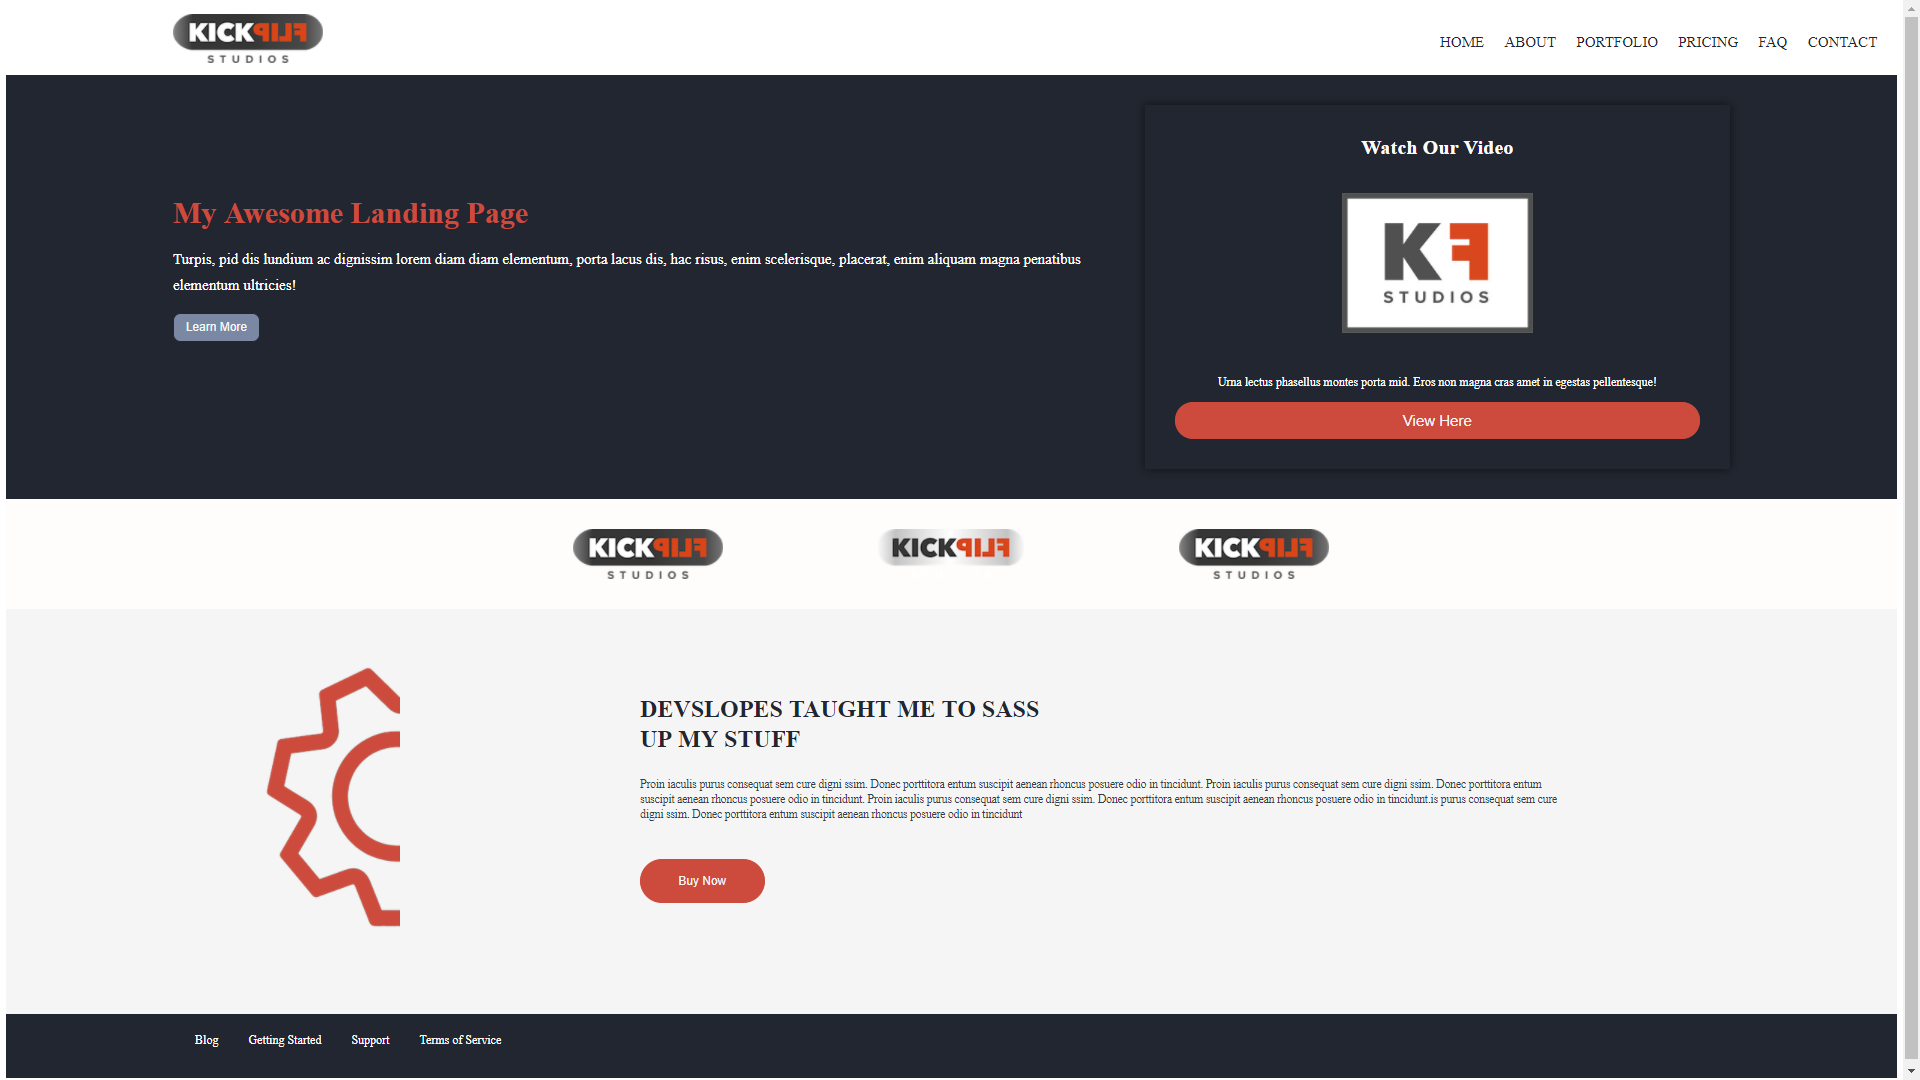 KICKFLIP
STUDIOS
HOME ABOUT PORTFOLIO PRICING FAQ CONTACT
My Awesome Landing Page
Turpis, pid dis lundium ac dignissim lorem diam diam elementum, porta lacus dis, hac risus, enim scelerisque, placerat, enim aliquam magna penatibus
elementum ultricies!
Learn More
Watch Our Video
KF
STUDIOS
Urna lectus phasellus montes porta mid. Eros non magna cras amet in egestas pellentesque!
View Here
KICKFLIP
STUDIOS
KICKFLIP
KICKFLIP
STUDIOS
DEVSLOPES TAUGHT ME TO SASS
UP MY STUFF
Proin iaculis purus consequat sem cure digni ssim. Donec porttitora entum suscipit aenean rhoncus posuere odio in tincidunt. Proin iaculis purus consequat sem cure digni ssim. Donec porttitora entum
suscipit aenean rhoncus posuere odio in tincidunt. Proin iaculis purus consequat sem cure digni ssim. Donec porttitora entum suscipit aenean rhoncus posuere odio in tincidunt.is purus consequat sem cure
digni ssim. Donec porttitora entum suscipit aenean rhoncus posuere odio in tincidunt
Buy Now
Blog Getting Started Support Terms of Service